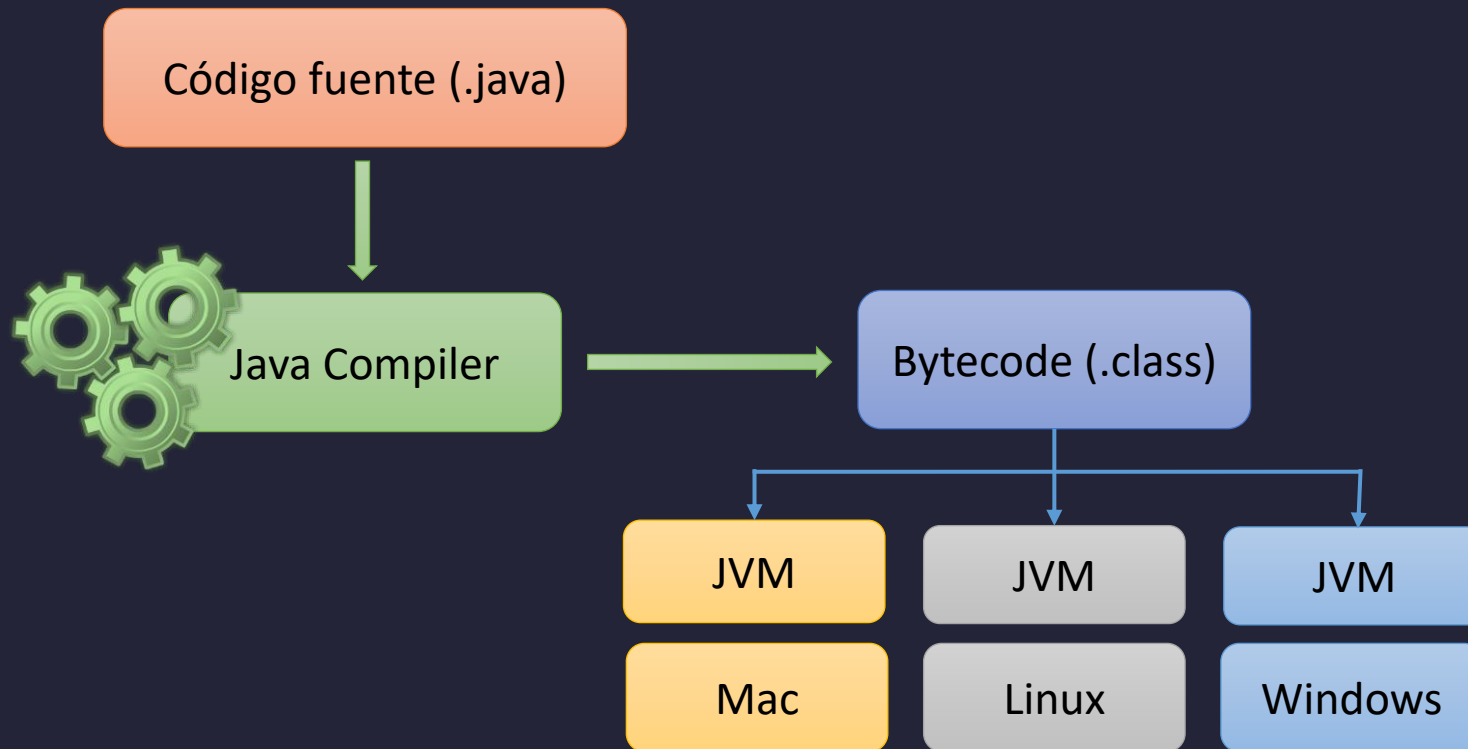 Código fuente (.java)
Java Compiler
Bytecode (.class)
JVM
JVM
JVM
Mac
Linux
Windows